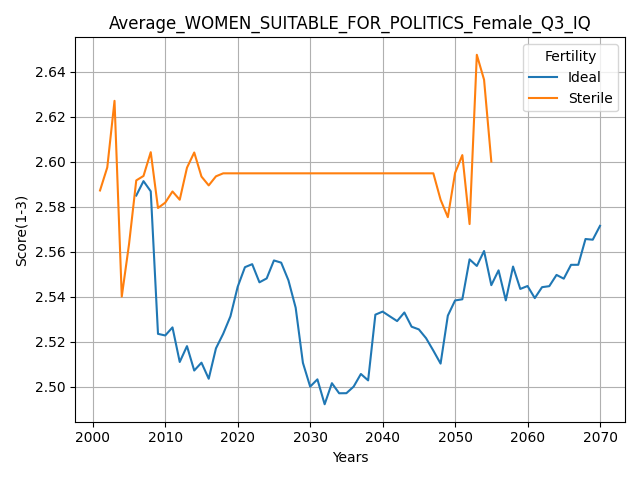 Average_WOMEN_SUITABLE_FOR_POLITICS_Female_Q3_IQ
Fertility
Ideal
Sterile
Score(1-3)
2.64
2.62
2.60
2.58
2.56
2.54
2.52
2.50
2000
2010
2020
2030
2040
2050
2060
2070
Years